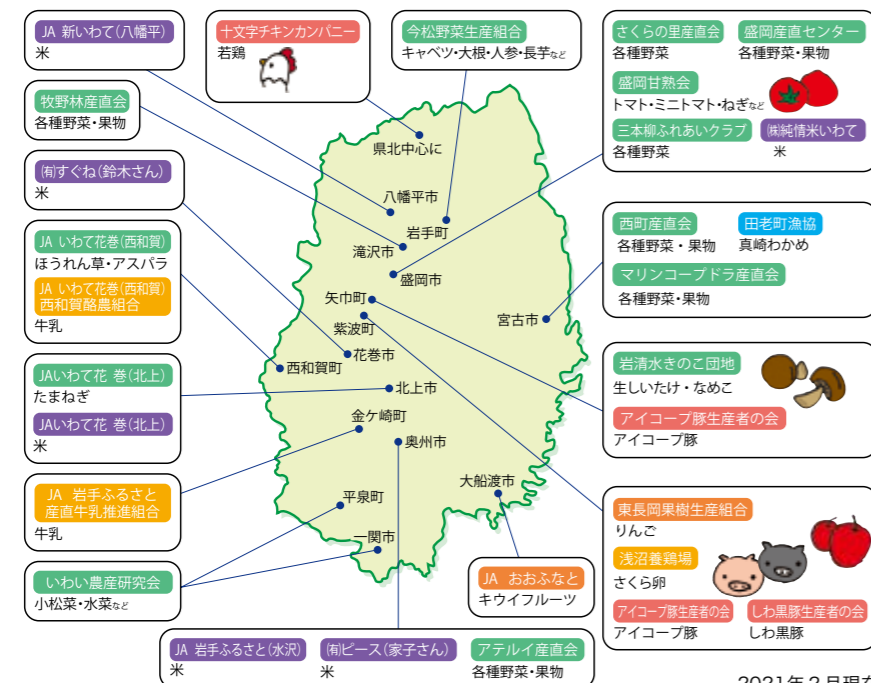 JA 新いわて(八幡平)
米
十文字チキンカンパニー
若鶏
今松野菜生産組合
キャベツ・大根・人参・長芋など
さくらの里産直会
各種野菜
盛岡産直センター
各種野菜・果物
盛岡甘熟会
トマト・ミニトマト・ねぎなど
三本柳ふれあいクラブ
各種野菜
㈱純情米いわて
米
牧野林産直会
各種野菜・果物
㈲すぐね(鈴木さん)
米
JA いわて花巻(西和賀)
ほうれん草・アスパラ
JA いわて花巻(西和賀)
西和賀酪農組合
牛乳
JAいわて花 巻(北上)
たまねぎ
JAいわて花 巻(北上)
米
JA 岩手ふるさと
産直牛乳推進組合
牛乳
いわい農産研究会
小松菜・水菜など
県北中心に
八幡平市
岩手町
滝沢市
盛岡市
矢巾町
紫波町
宮古市
花巻市
西和賀町
北上市
金ケ崎町
奥州市
大船渡市
平泉町
一関市
西町産直会
各種野菜・果物
田老町漁協
真崎わかめ
マリンコープドラ産直会
各種野菜・果物
岩清水きのこ団地
生しいたけ・なめこ
アイコープ豚生産者の会
アイコープ豚
東長岡果樹生産組合
りんご
浅沼養鶏場
さくら卵
アイコープ豚生産者の会
アイコープ豚
しわ黒豚生産者の会
しわ黒豚
JA おおふなと
キウイフルーツ
JA 岩手ふるさと(水沢)
米
㈲ピース(家子さん)
米
アテルイ産直会
各種野菜・果物
2021年2月現在